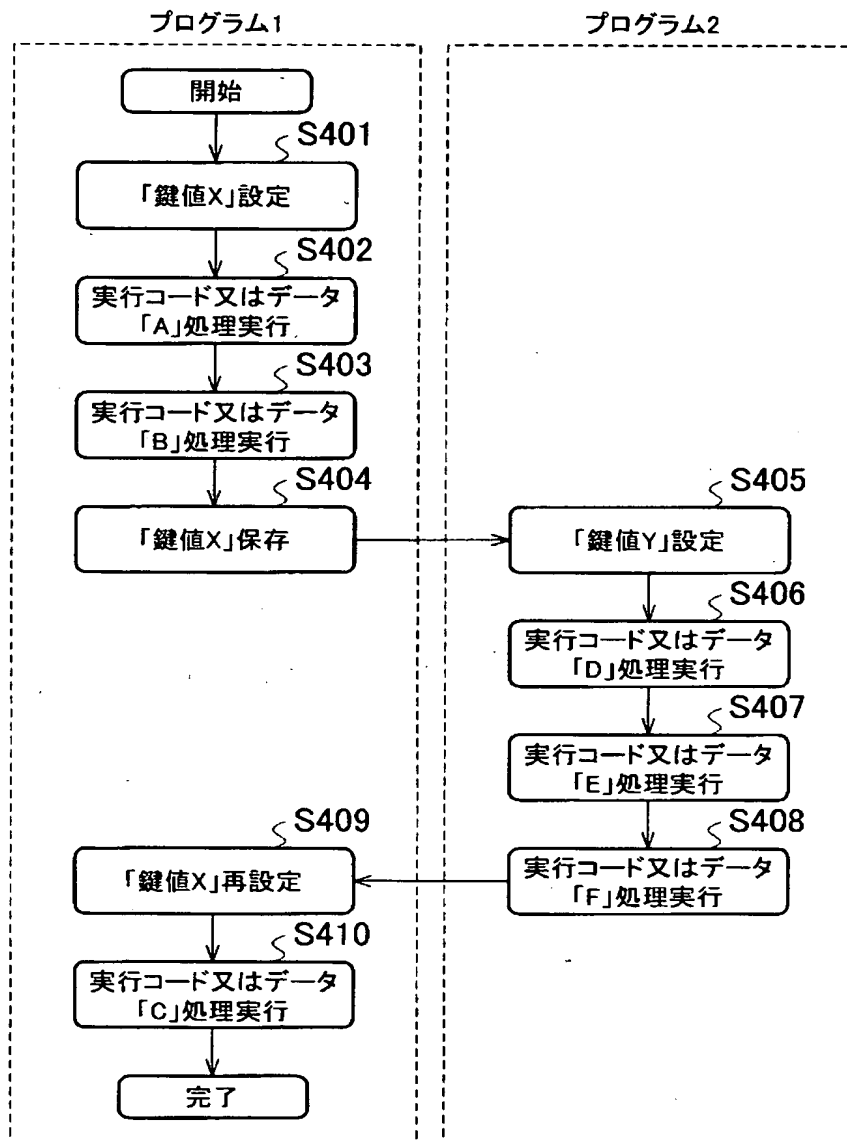 プログラム1
開始
S401
「鍵値X」設定
S402
実行コード又はデータ
「A」処理実行
S403
実行コード又はデータ
「B」処理実行
S404
「鍵値X」保存
プログラム2
S405
「鍵値Y」設定
S406
実行コード又はデータ
「D」処理実行
S407
実行コード又はデータ
「E」処理実行
S408
実行コード又はデータ
「F」処理実行
S409
「鍵値X」再設定
S410
実行コード又はデータ
「C」処理実行
完了